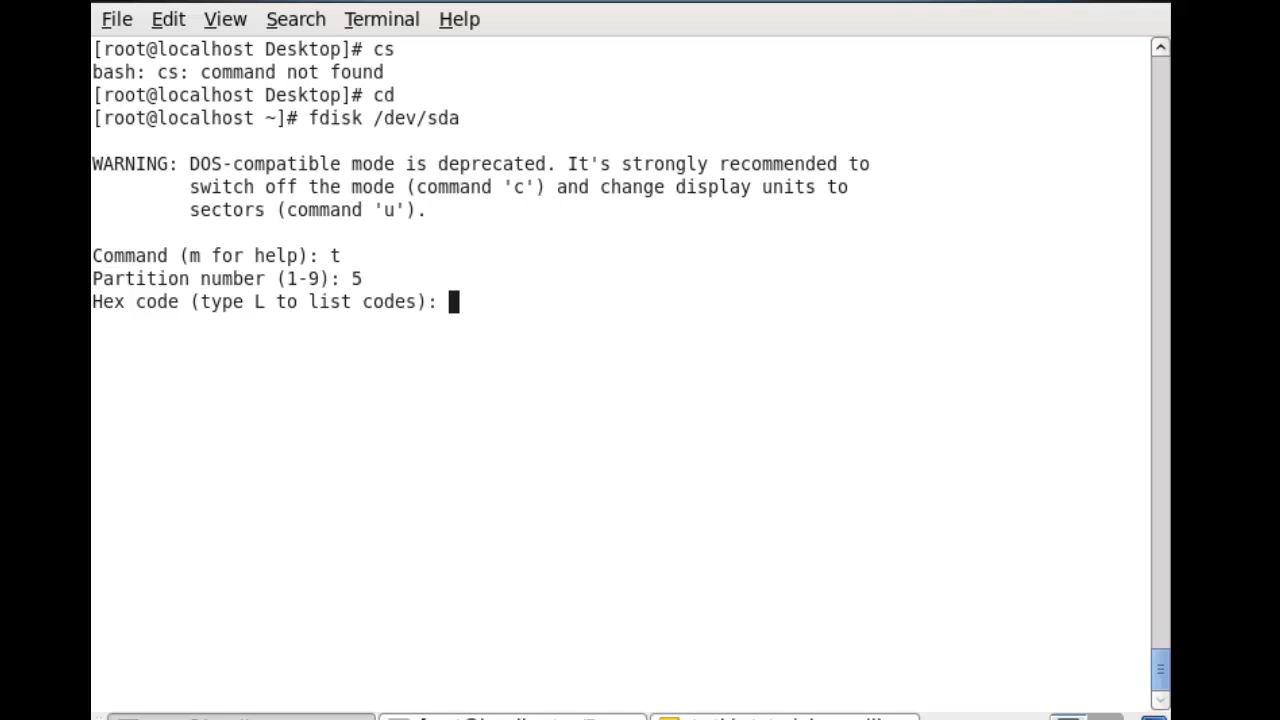 File Edit View Search Terminal Help
[root@localhost Desktop]# cs
bash: cs: command not found
[root@localhost Desktop]# cd
[root@localhost ~]# fdisk /dev/sda
WARNING: DOS-compatible mode is deprecated. It's strongly recommended to
switch off the mode (command 'c') and change display units to
sectors (command 'u').
Command (m for help): t
Partition number (1-9): 5
Hex code (type L to list codes):